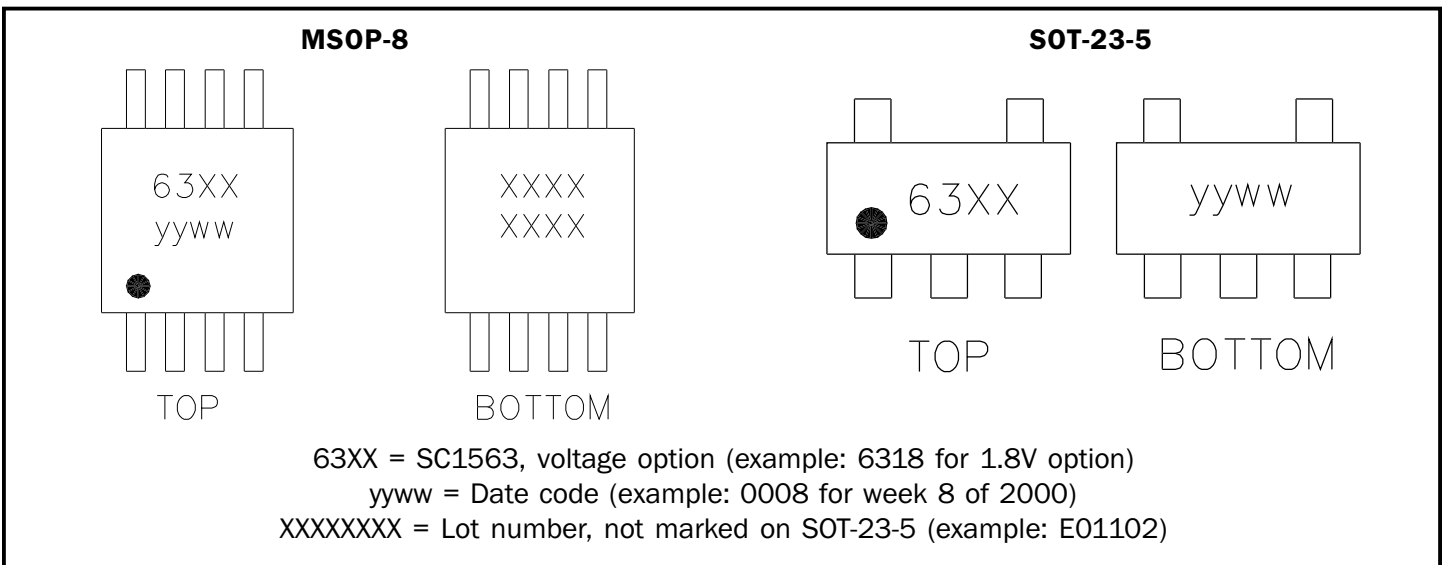 MSOP-8
SOT-23-5
63XX
yyww
XXXX
XXXX
63XX
yyww
TOP
BOTTOM
TOP
BOTTOM
63XX = SC1563, voltage option (example: 6318 for 1.8V option)
yyww = Date code (example: 0008 for week 8 of 2000)
XXXXXXXX = Lot number, not marked on SOT-23-5 (example: E01102)